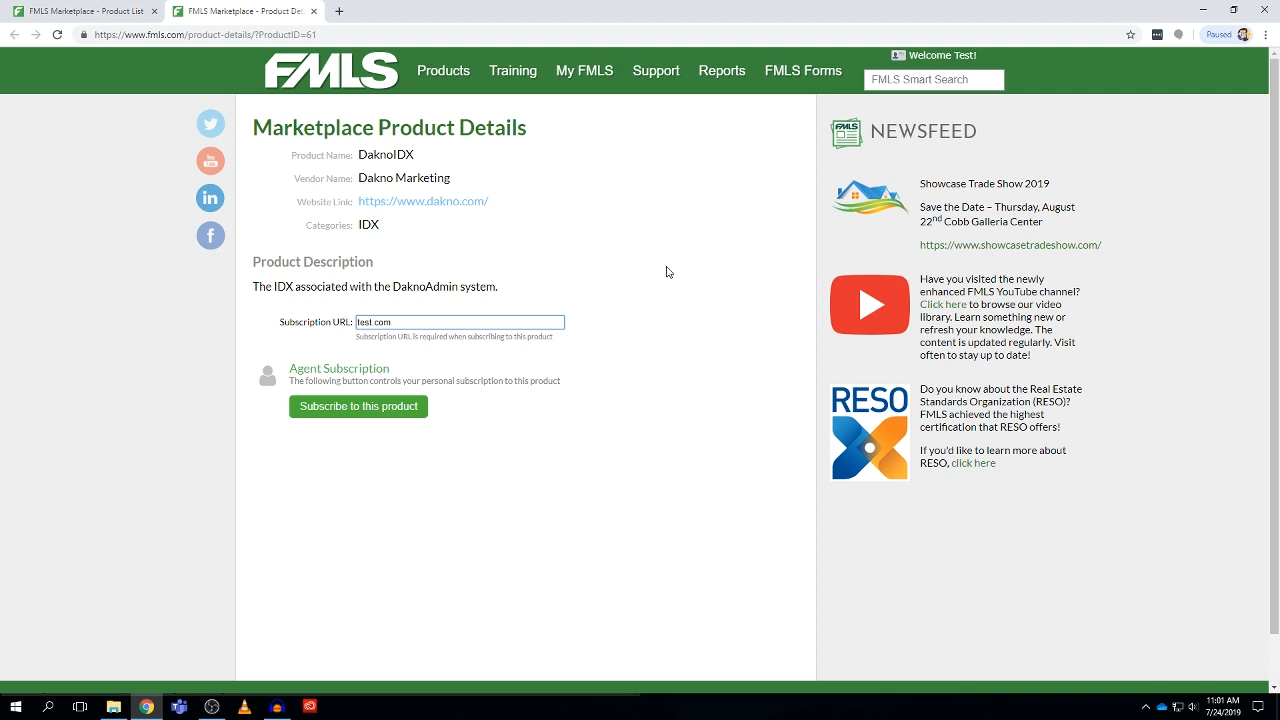 FMLS Marketplace - Product List
FMLS Marketplace - Product Det
https://www.fmls.com/product-details/?ProductID=61
Paused
FMLS
Products
Training
My FMLS
Support
Reports
FMLS Forms
Welcome Test!
FMLS Smart Search
Marketplace Product Details
Product Name: DaknoIDX
Vendor Name: Dakno Marketing
Website Link: https://www.dakno.com/
Categories: IDX
Product Description
The IDX associated with the DaknoAdmin system.
Subscription URL: test.com
Subscription URL is required when subscribing to this product
Agent Subscription
The following button controls your personal subscription to this product
Subscribe to this product
You
Tube
in
f
FMLS
NEWSFEED
Showcase Trade Show 2019
Save the Date – Thursday, August
22nd Cobb Galleria Center
https://www.showcasetradeshow.com/
Have you visited the newly
enhanced FMLS YouTube channel?
Click here to browse our video
library. Learn something new or
refresh your knowledge. The
content is updated regularly. Visit
often to stay up to date!
RESO
Do you know about the Real Estate
Standards Organization (RESO)?
FMLS achieved the highest
certification that RESO offers!
If you'd like to learn more about
RESO, click here
11:01 AM
7/24/2019